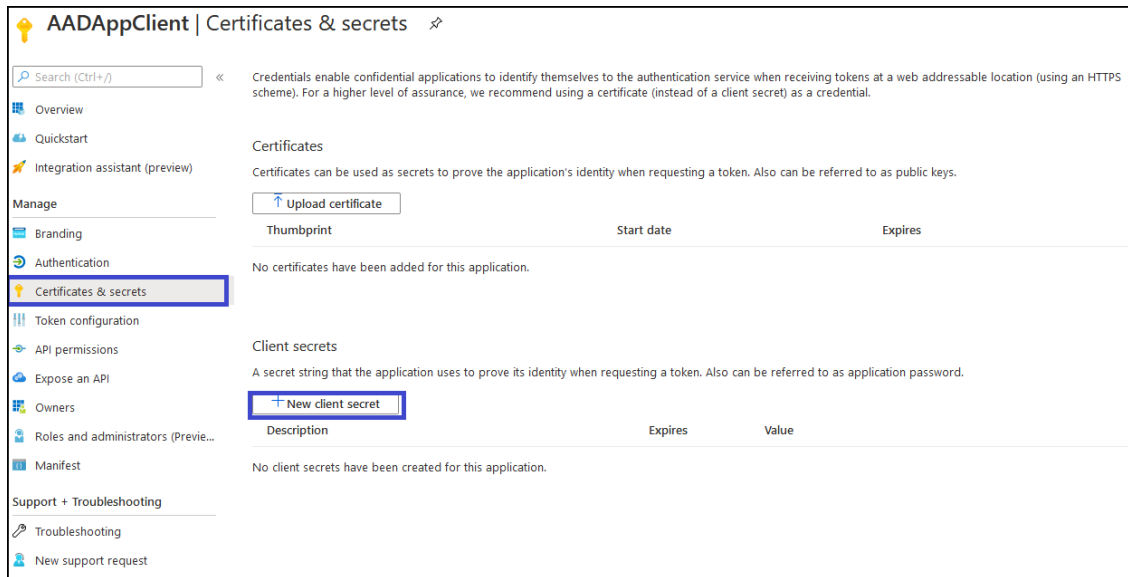 AADAppClient | Certificates & secrets
Search (Ctrl+/)
«
Overview
Quickstart
Integration assistant (preview)
Manage
Branding
Authentication
Certificates & secrets
Token configuration
API permissions
Expose an API
Owners
Roles and administrators (Previe...
Manifest
Support + Troubleshooting
Troubleshooting
New support request
Credentials enable confidential applications to identify themselves to the authentication service when receiving tokens at a web addressable location (using an HTTPS
scheme). For a higher level of assurance, we recommend using a certificate (instead of a client secret) as a credential.
Certificates
Certificates can be used as secrets to prove the application's identity when requesting a token. Also can be referred to as public keys.
Upload certificate
Thumbprint Start date Expires
No certificates have been added for this application.
Client secrets
A secret string that the application uses to prove its identity when requesting a token. Also can be referred to as application password.
New client secret
Description Expires Value
No client secrets have been created for this application.